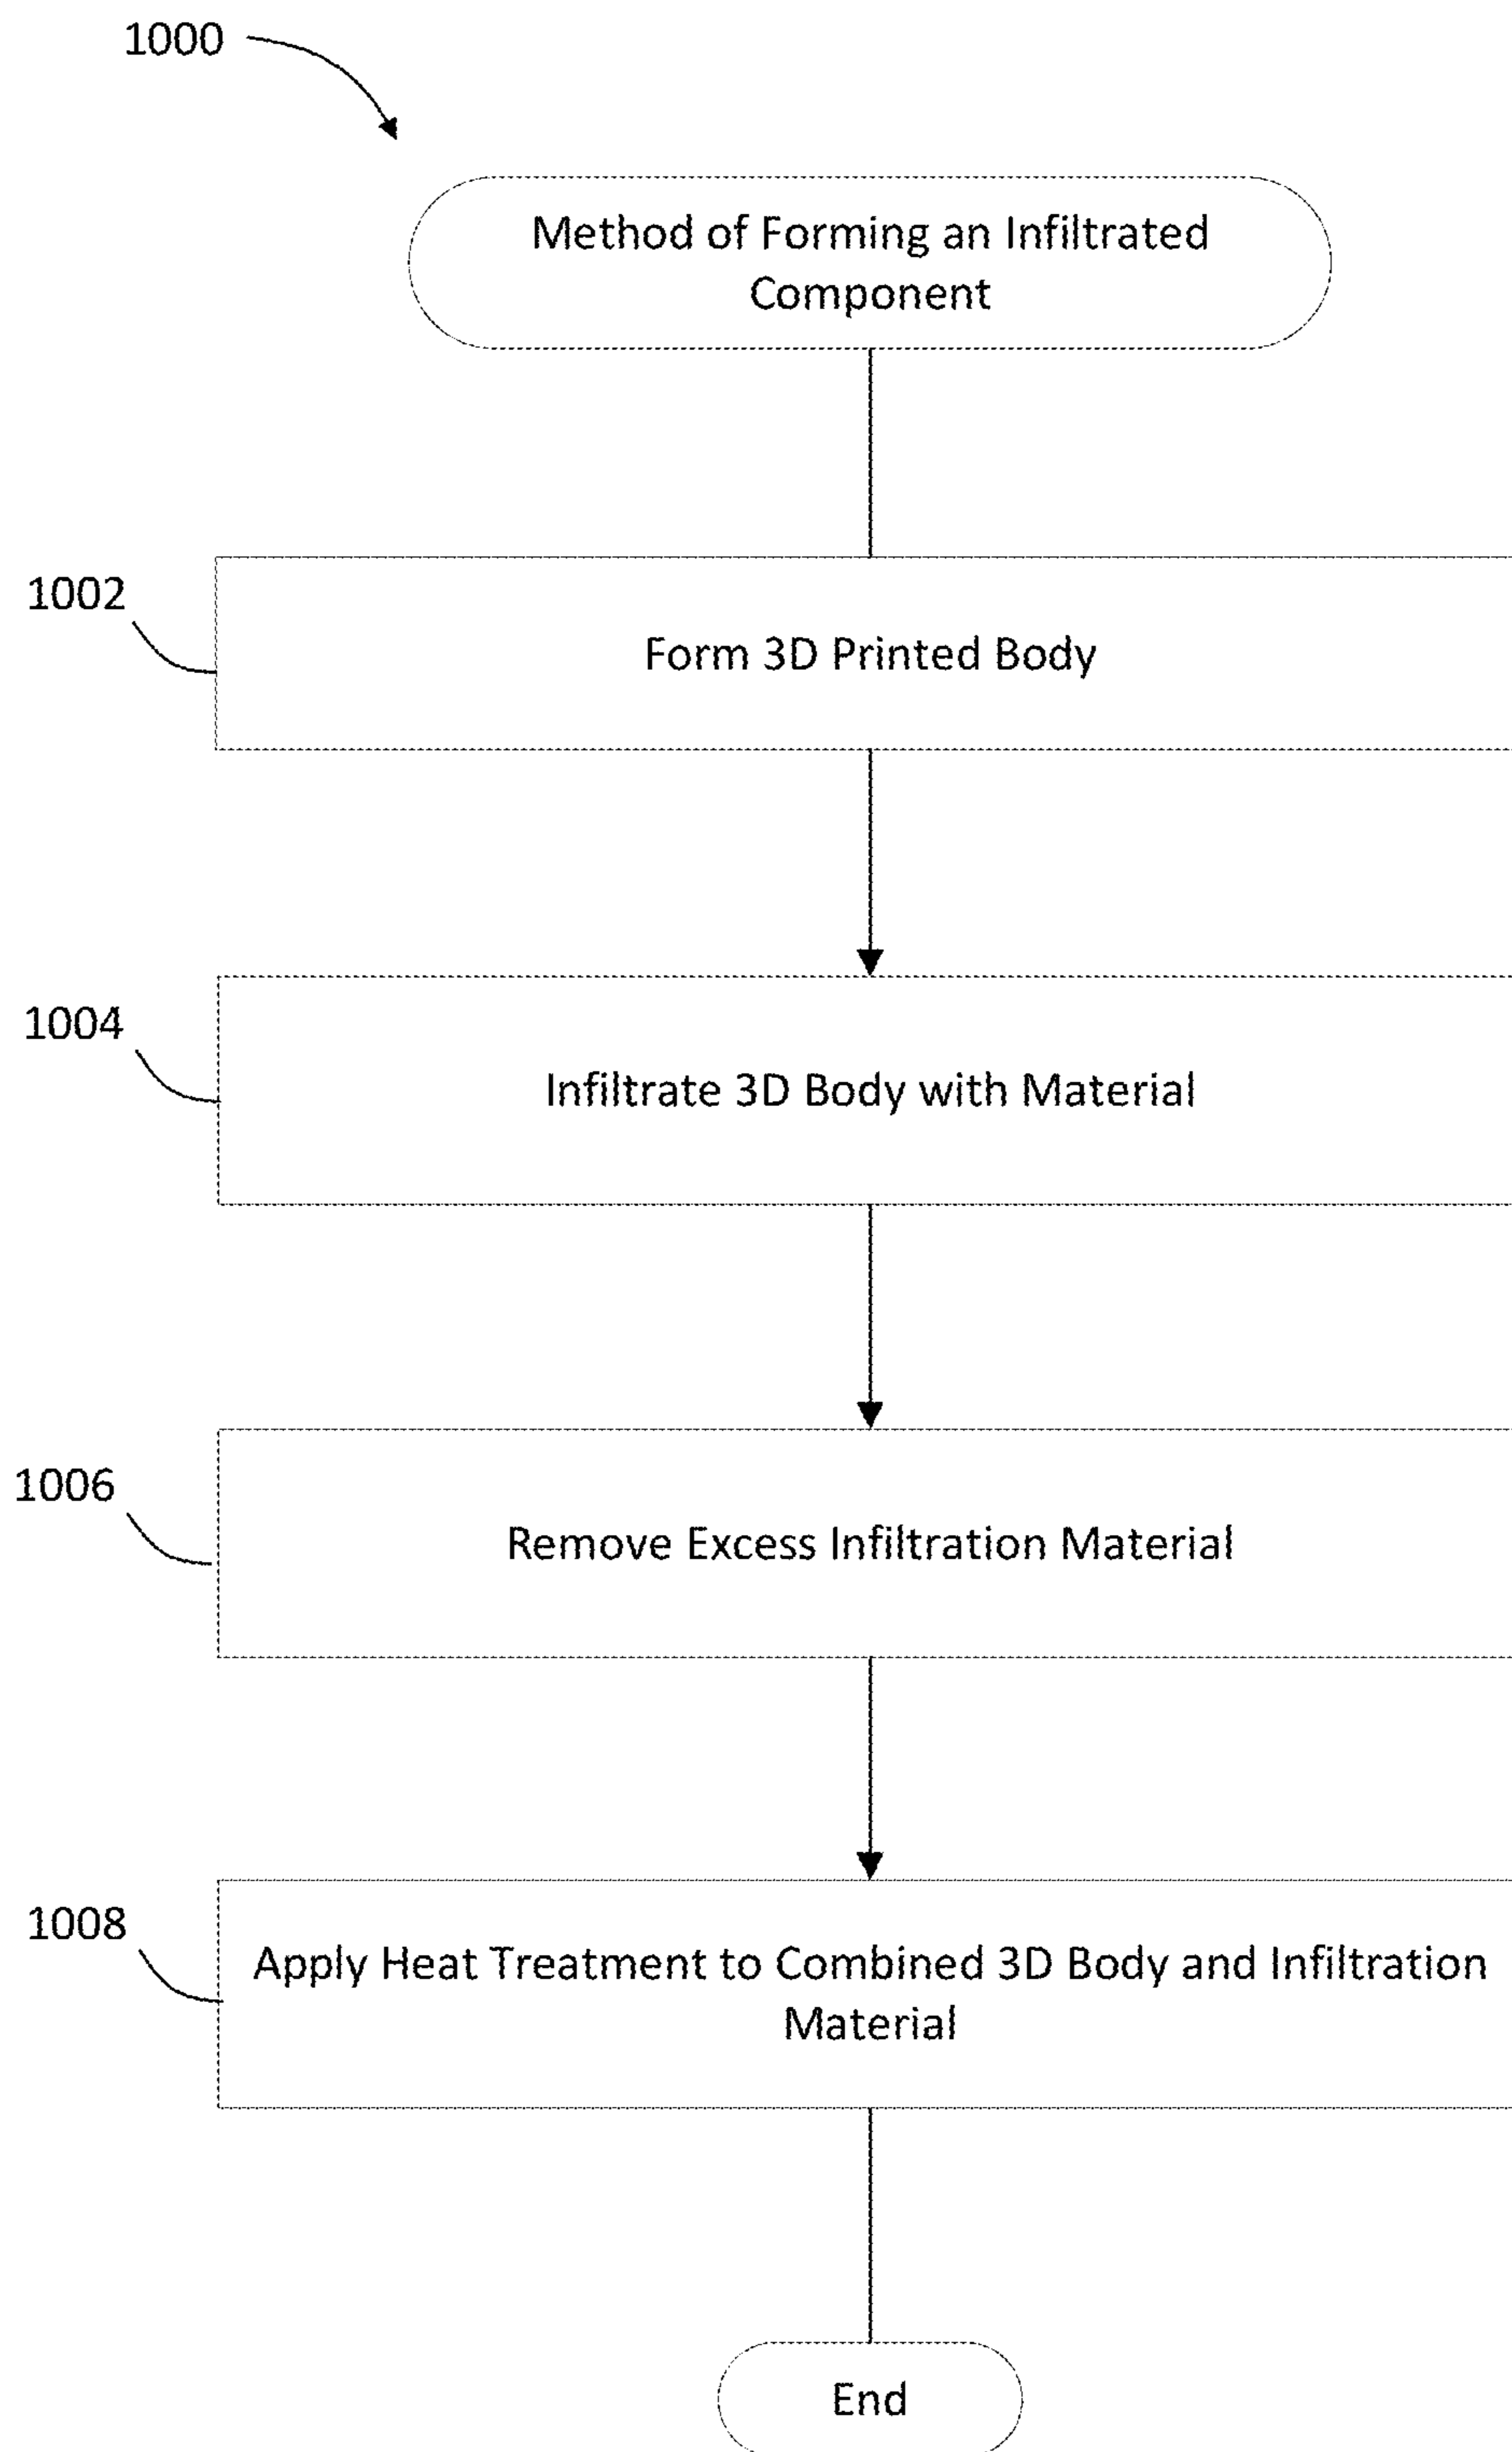 1000
Method of Forming an Infiltrated
Component
1002
Form 3D Printed Body
1004
Infiltrate 3D Body with Material
1006
Remove Excess Infiltration Material
1008
Apply Heat Treatment to Combined 3D Body and Infiltration
Material
End